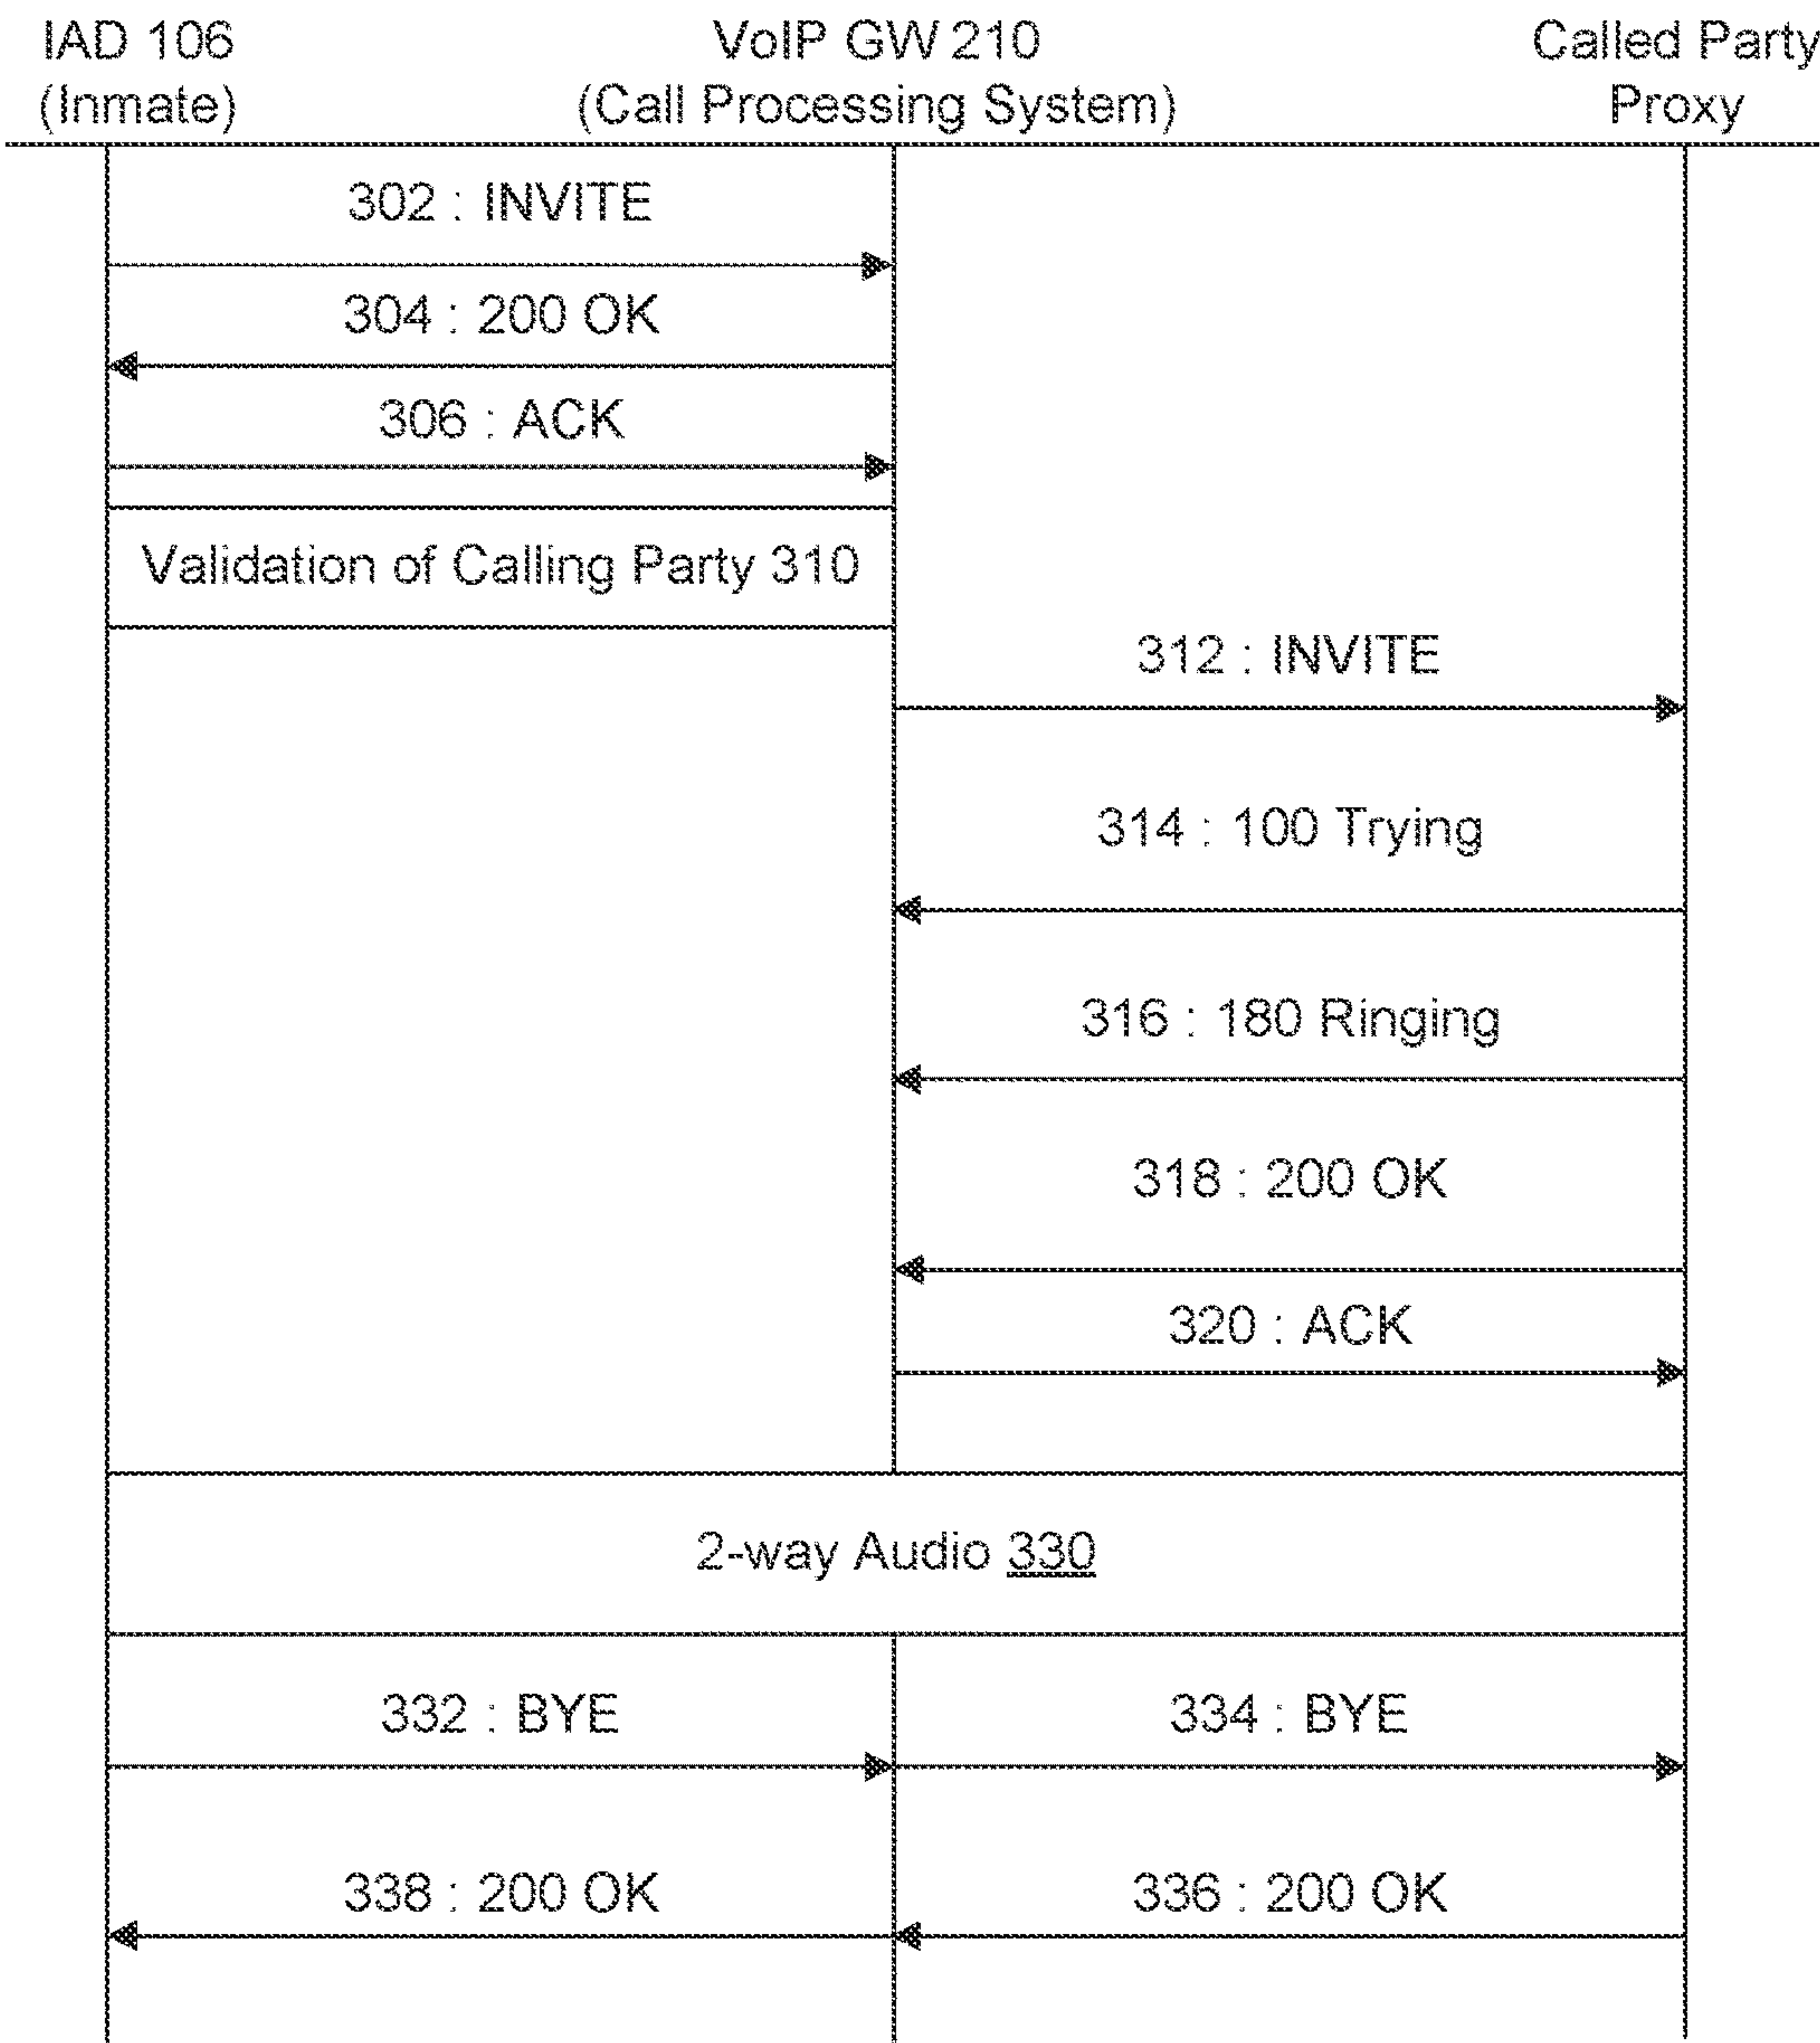 IAD 106
(Inmate)
VoIP GW 210
(Call Processing System)
Called Party
Proxy
302 : INVITE
304 : 200 OK
306 : ACK
Validation of Calling Party 310
312 : INVITE
314 : 100 Trying
316 : 180 Ringing
318 : 200 OK
320 : ACK
2-way Audio 330
332 : BYE
334 : BYE
338 : 200 OK
336 : 200 OK